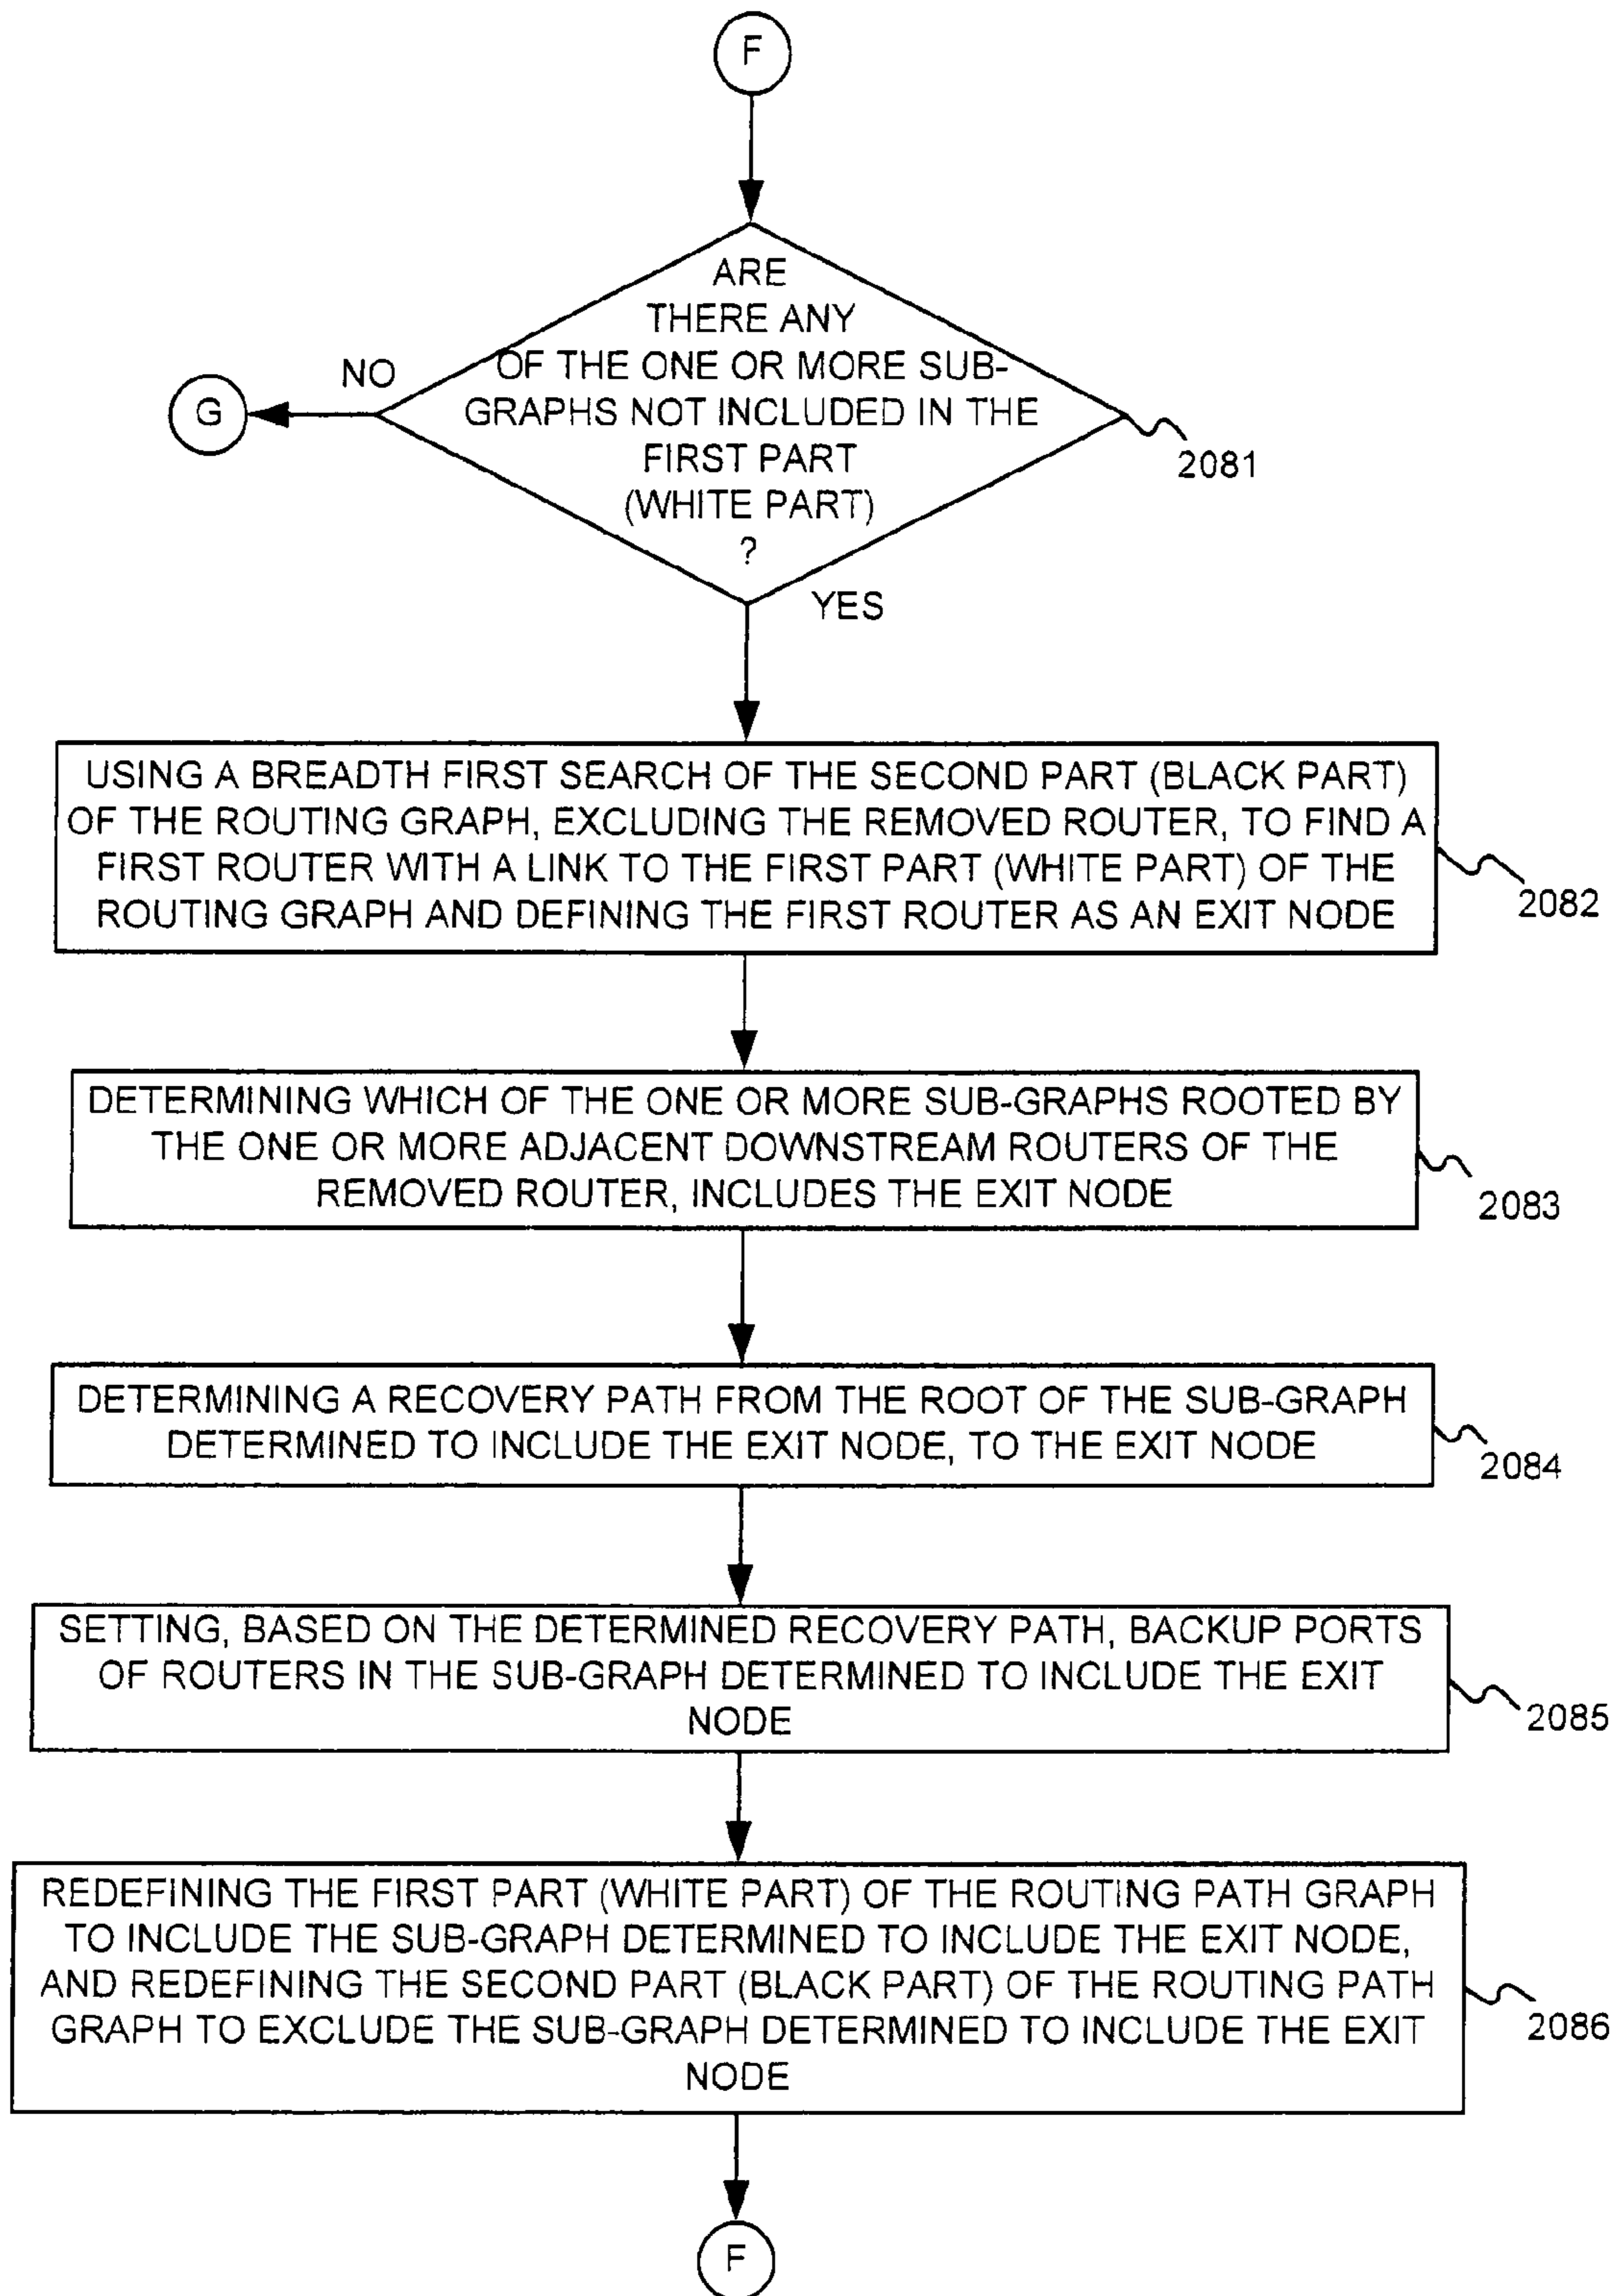 F
ARE
THERE ANY
OF THE ONE OR MORE SUB-
GRAPHS NOT INCLUDED IN THE
FIRST PART
(WHITE PART)
?
NO
G
2081
YES
USING A BREADTH FIRST SEARCH OF THE SECOND PART (BLACK PART)
OF THE ROUTING GRAPH, EXCLUDING THE REMOVED ROUTER, TO FIND A
FIRST ROUTER WITH A LINK TO THE FIRST PART (WHITE PART) OF THE
ROUTING GRAPH AND DEFINING THE FIRST ROUTER AS AN EXIT NODE
2082
DETERMINING WHICH OF THE ONE OR MORE SUB-GRAPHS ROOTED BY
THE ONE OR MORE ADJACENT DOWNSTREAM ROUTERS OF THE
REMOVED ROUTER, INCLUDES THE EXIT NODE
2083
DETERMINING A RECOVERY PATH FROM THE ROOT OF THE SUB-GRAPH
DETERMINED TO INCLUDE THE EXIT NODE, TO THE EXIT NODE
2084
SETTING, BASED ON THE DETERMINED RECOVERY PATH, BACKUP PORTS
OF ROUTERS IN THE SUB-GRAPH DETERMINED TO INCLUDE THE EXIT
NODE
2085
REDEFINING THE FIRST PART (WHITE PART) OF THE ROUTING PATH GRAPH
TO INCLUDE THE SUB-GRAPH DETERMINED TO INCLUDE THE EXIT NODE,
AND REDEFINING THE SECOND PART (BLACK PART) OF THE ROUTING PATH
GRAPH TO EXCLUDE THE SUB-GRAPH DETERMINED TO INCLUDE THE EXIT
NODE
2086
F